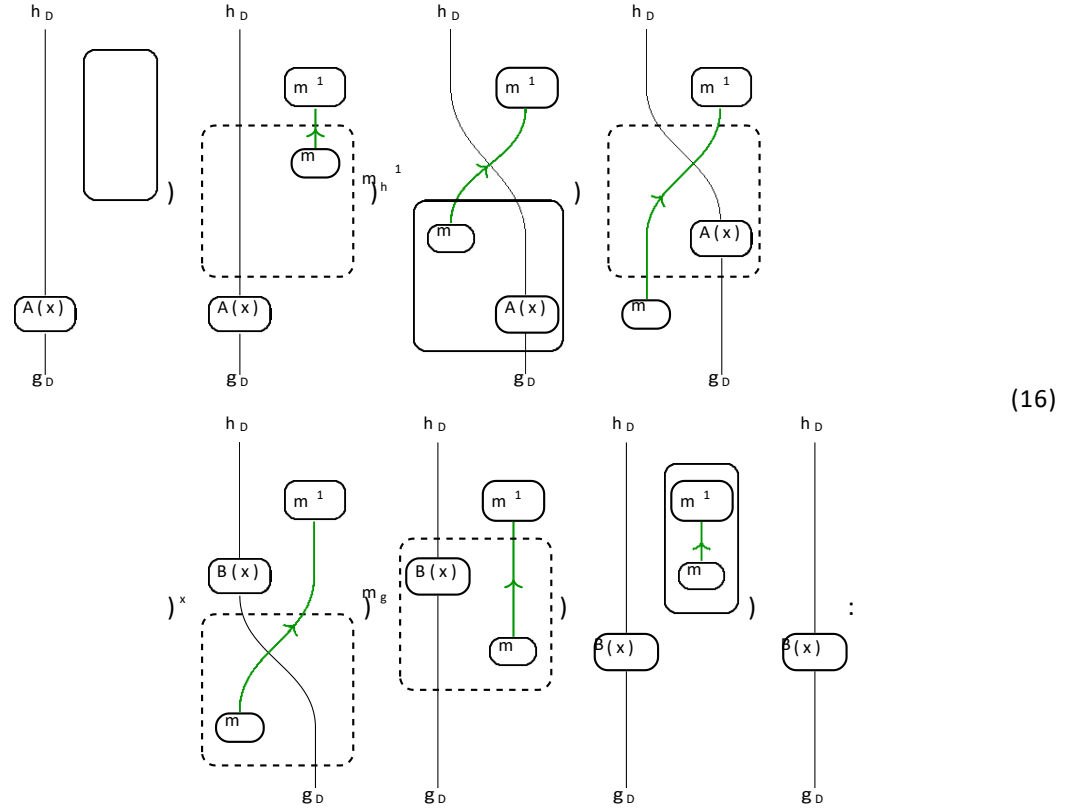 h D h D h D h D
m 1 m 1 m 1
m
) ) m h 1 )
m m
A ( x )
A ( x ) A ( x ) A ( x ) m
g D g D g D g D
(16)
h D h D h D h D
m 1 m 1 m 1
B ( x ) B ( x ) m
) x ) m g ) ) :
m B ( x ) B ( x )
m
g D g D g D g D